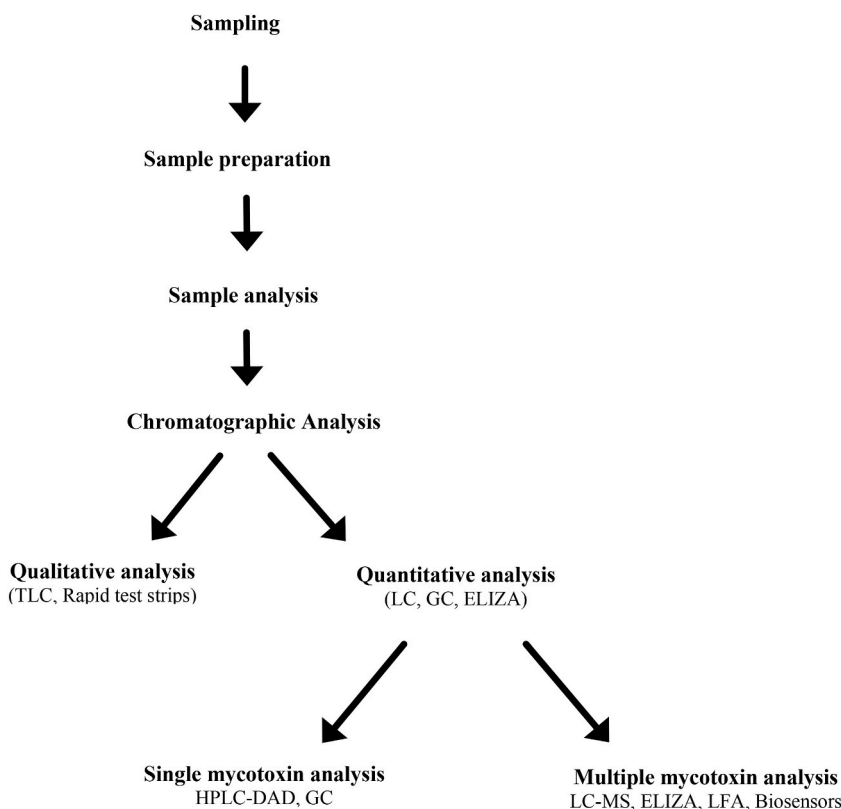 Sampling
Sample preparation
Sample analysis
Chromatographic Analysis
Qualitative analysis
(TLC, Rapid test strips)
Quantitative analysis
(LC, GC, ELIZA)
Single mycotoxin analysis
HPLC-DAD, GC
Multiple mycotoxin analysis
LC-MS, ELIZA, LFA, Biosensors